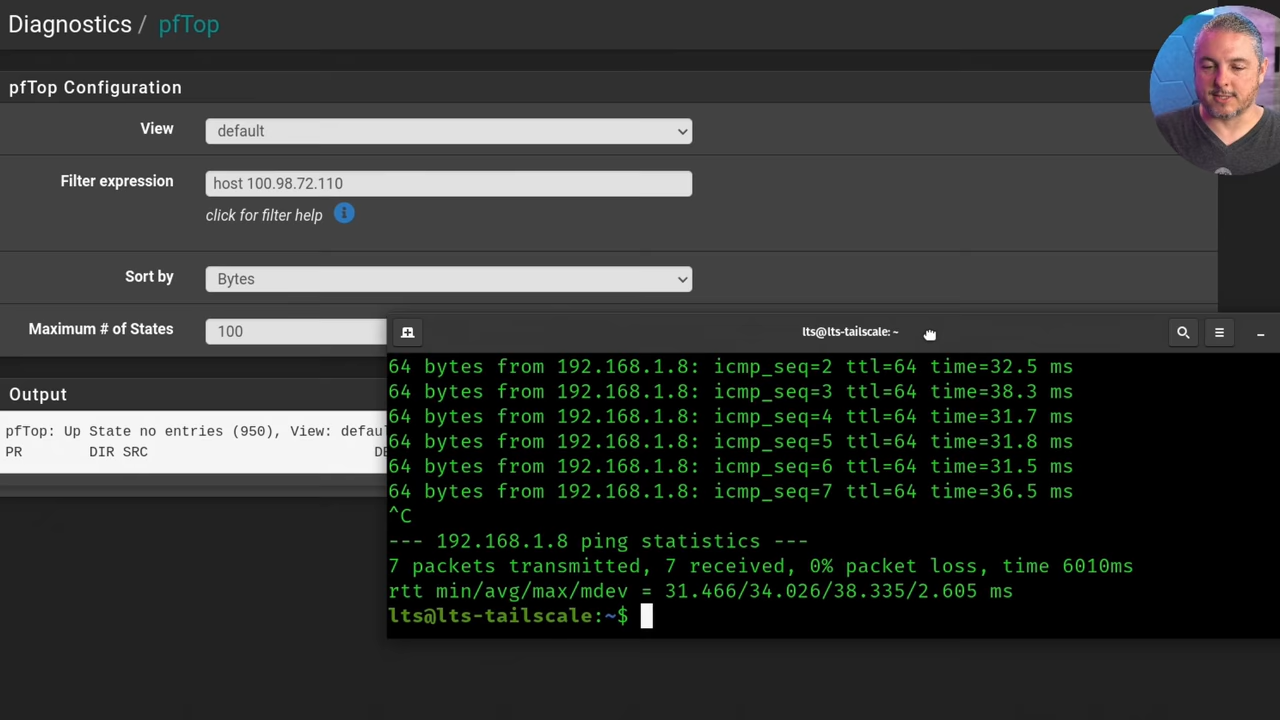 Diagnostics / pfTop
pfTop Configuration
View
default
Filter expression
host 100.98.72.110
click for filter help
Sort by
Bytes
Maximum # of States
100
Output
pfTop: Up State no entries (950), View:
PR DIR SRC
lts@lts-tailscale: ~
64 bytes from 192.168.1.8: icmp_seq=2 ttl=64 time=32.5 ms
64 bytes from 192.168.1.8: icmp_seq=3 ttl=64 time=38.3 ms
64 bytes from 192.168.1.8: icmp_seq=4 ttl=64 time=31.7 ms
64 bytes from 192.168.1.8: icmp_seq=5 ttl=64 time=31.8 ms
64 bytes from 192.168.1.8: icmp_seq=6 ttl=64 time=31.5 ms
64 bytes from 192.168.1.8: icmp_seq=7 ttl=64 time=36.5 ms
^C
--- 192.168.1.8 ping statistics ---
7 packets transmitted, 7 received, 0% packet loss, time 6010ms
rtt min/avg/max/mdev = 31.466/34.026/38.335/2.605 ms
lts@lts-tailscale:~$